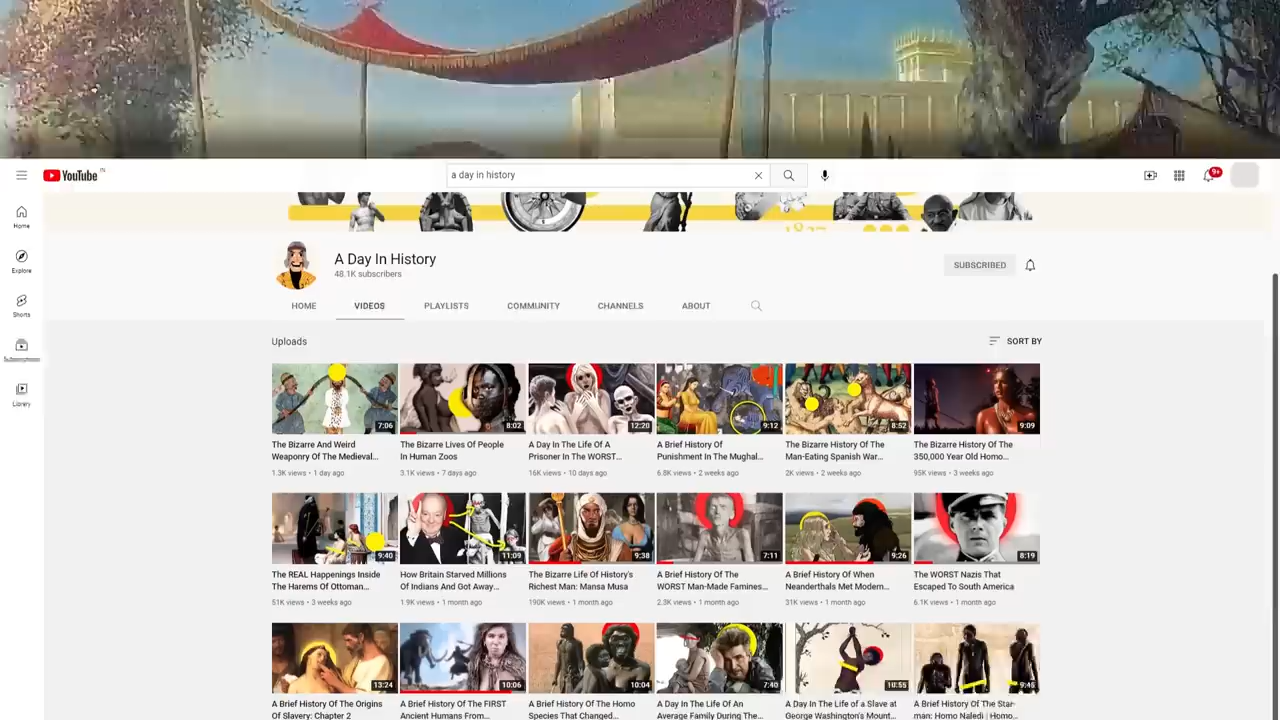 YouTube IN
a day in history
9+
Home
Explore
Shorts
Library
1827
A Day In History
48.1K subscribers
SUBSCRIBED
HOME VIDEOS PLAYLISTS COMMUNITY CHANNELS ABOUT
Uploads
SORT BY
7:06 8:02 12:20 9:12 8:52 9:09
The Bizarre And Weird The Bizarre Lives Of People A Day In The Life Of A A Brief History Of The Bizarre History Of The The Bizarre History Of The
Weaponry Of The Medieval... In Human Zoos Prisoner In The WORST... Punishment In The Mughal... Man-Eating Spanish War... 350,000 Year Old Homo...
1.3K views • 1 day ago 3.1K views • 7 days ago 16K views • 10 days ago 6.8K views • 2 weeks ago 2K views • 2 weeks ago 95K views • 3 weeks ago
9:40 11:09 9:38 7:11 9:26 8:19
The REAL Happenings Inside How Britain Starved Millions The Bizarre Life Of History's A Brief History Of The A Brief History Of When The WORST Nazis That
The Harems Of Ottoman... Of Indians And Got Away... Richest Man: Mansa Musa WORST Man-Made Famines... Neanderthals Met Modern... Escaped To South America
51K views • 3 weeks ago 1.9K views • 1 month ago 190K views • 1 month ago 2.3K views • 1 month ago 31K views • 1 month ago 6.1K views • 1 month ago
13:24 10:06 10:04 7:40 10:55 9:45
A Brief History Of The Origins A Brief History Of The FIRST A Brief History Of The Homo A Day In The Life Of An A Day In The Life of a Slave at A Brief History Of The Star-
Of Slavery: Chapter 2 Ancient Humans From... Species That Changed... Average Family During The... George Washington's Mount... man: Homo Naledi | Homo...